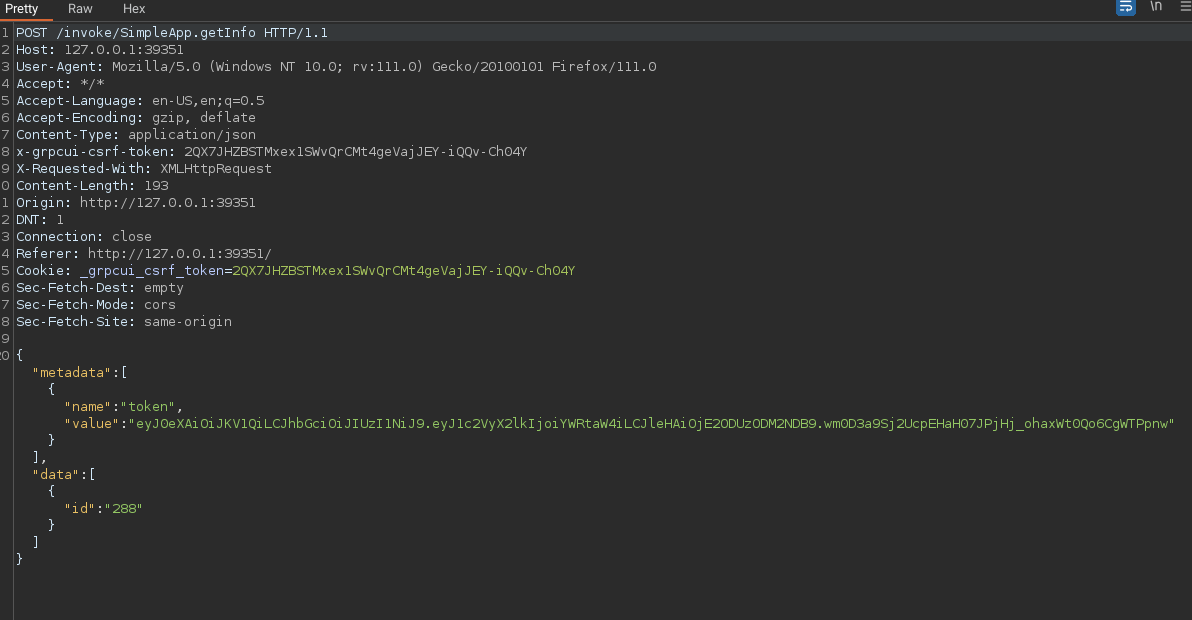 Pretty Raw Hex \n
1 POST /invoke/SimpleApp.getInfo HTTP/1.1
2 Host: 127.0.0.1:39351
3 User-Agent: Mozilla/5.0 (Windows NT 10.0; rv:111.0) Gecko/20100101 Firefox/111.0
4 Accept: */*
5 Accept-Language: en-US,en;q=0.5
6 Accept-Encoding: gzip, deflate
7 Content-Type: application/json
8 x-grpcui-csrf-token: 2QX7JHZBSTMxex1SWvQrCMt4geVajJEY-iQQv-Ch04Y
9 X-Requested-With: XMLHttpRequest
0 Content-Length: 193
1 Origin: http://127.0.0.1:39351
2 DNT: 1
3 Connection: close
4 Referer: http://127.0.0.1:39351/
5 Cookie: _grpcui_csrf_token=2QX7JHZBSTMxex1SWvQrCMt4geVajJEY-iQQv-Ch04Y
6 Sec-Fetch-Dest: empty
7 Sec-Fetch-Mode: cors
8 Sec-Fetch-Site: same-origin
9
20 {
"metadata":[
{
"name":"token",
"value":"eyJ0eXAiOiJKV1QiLCJhbGciOiJIUzI1NiJ9.eyJ1c2VyX2lkIjoiYWRtaW4iLCJleHAiOjE2ODUzODM2NDB9.wmOD3a9Sj2UcpEHaH07JPjHj_ohaxWt0Qo6CgWTPpnw"
}
],
"data":[
{
"id":"288"
}
]
}